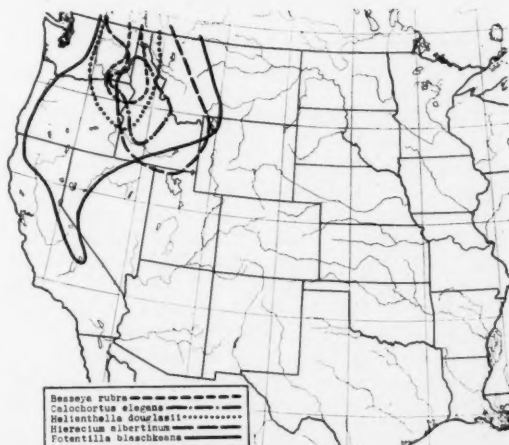 Besseya rubra
Calochortus elegans
Helianthella douglasii
Hieracium albertinum
Potentilla blaschkeana